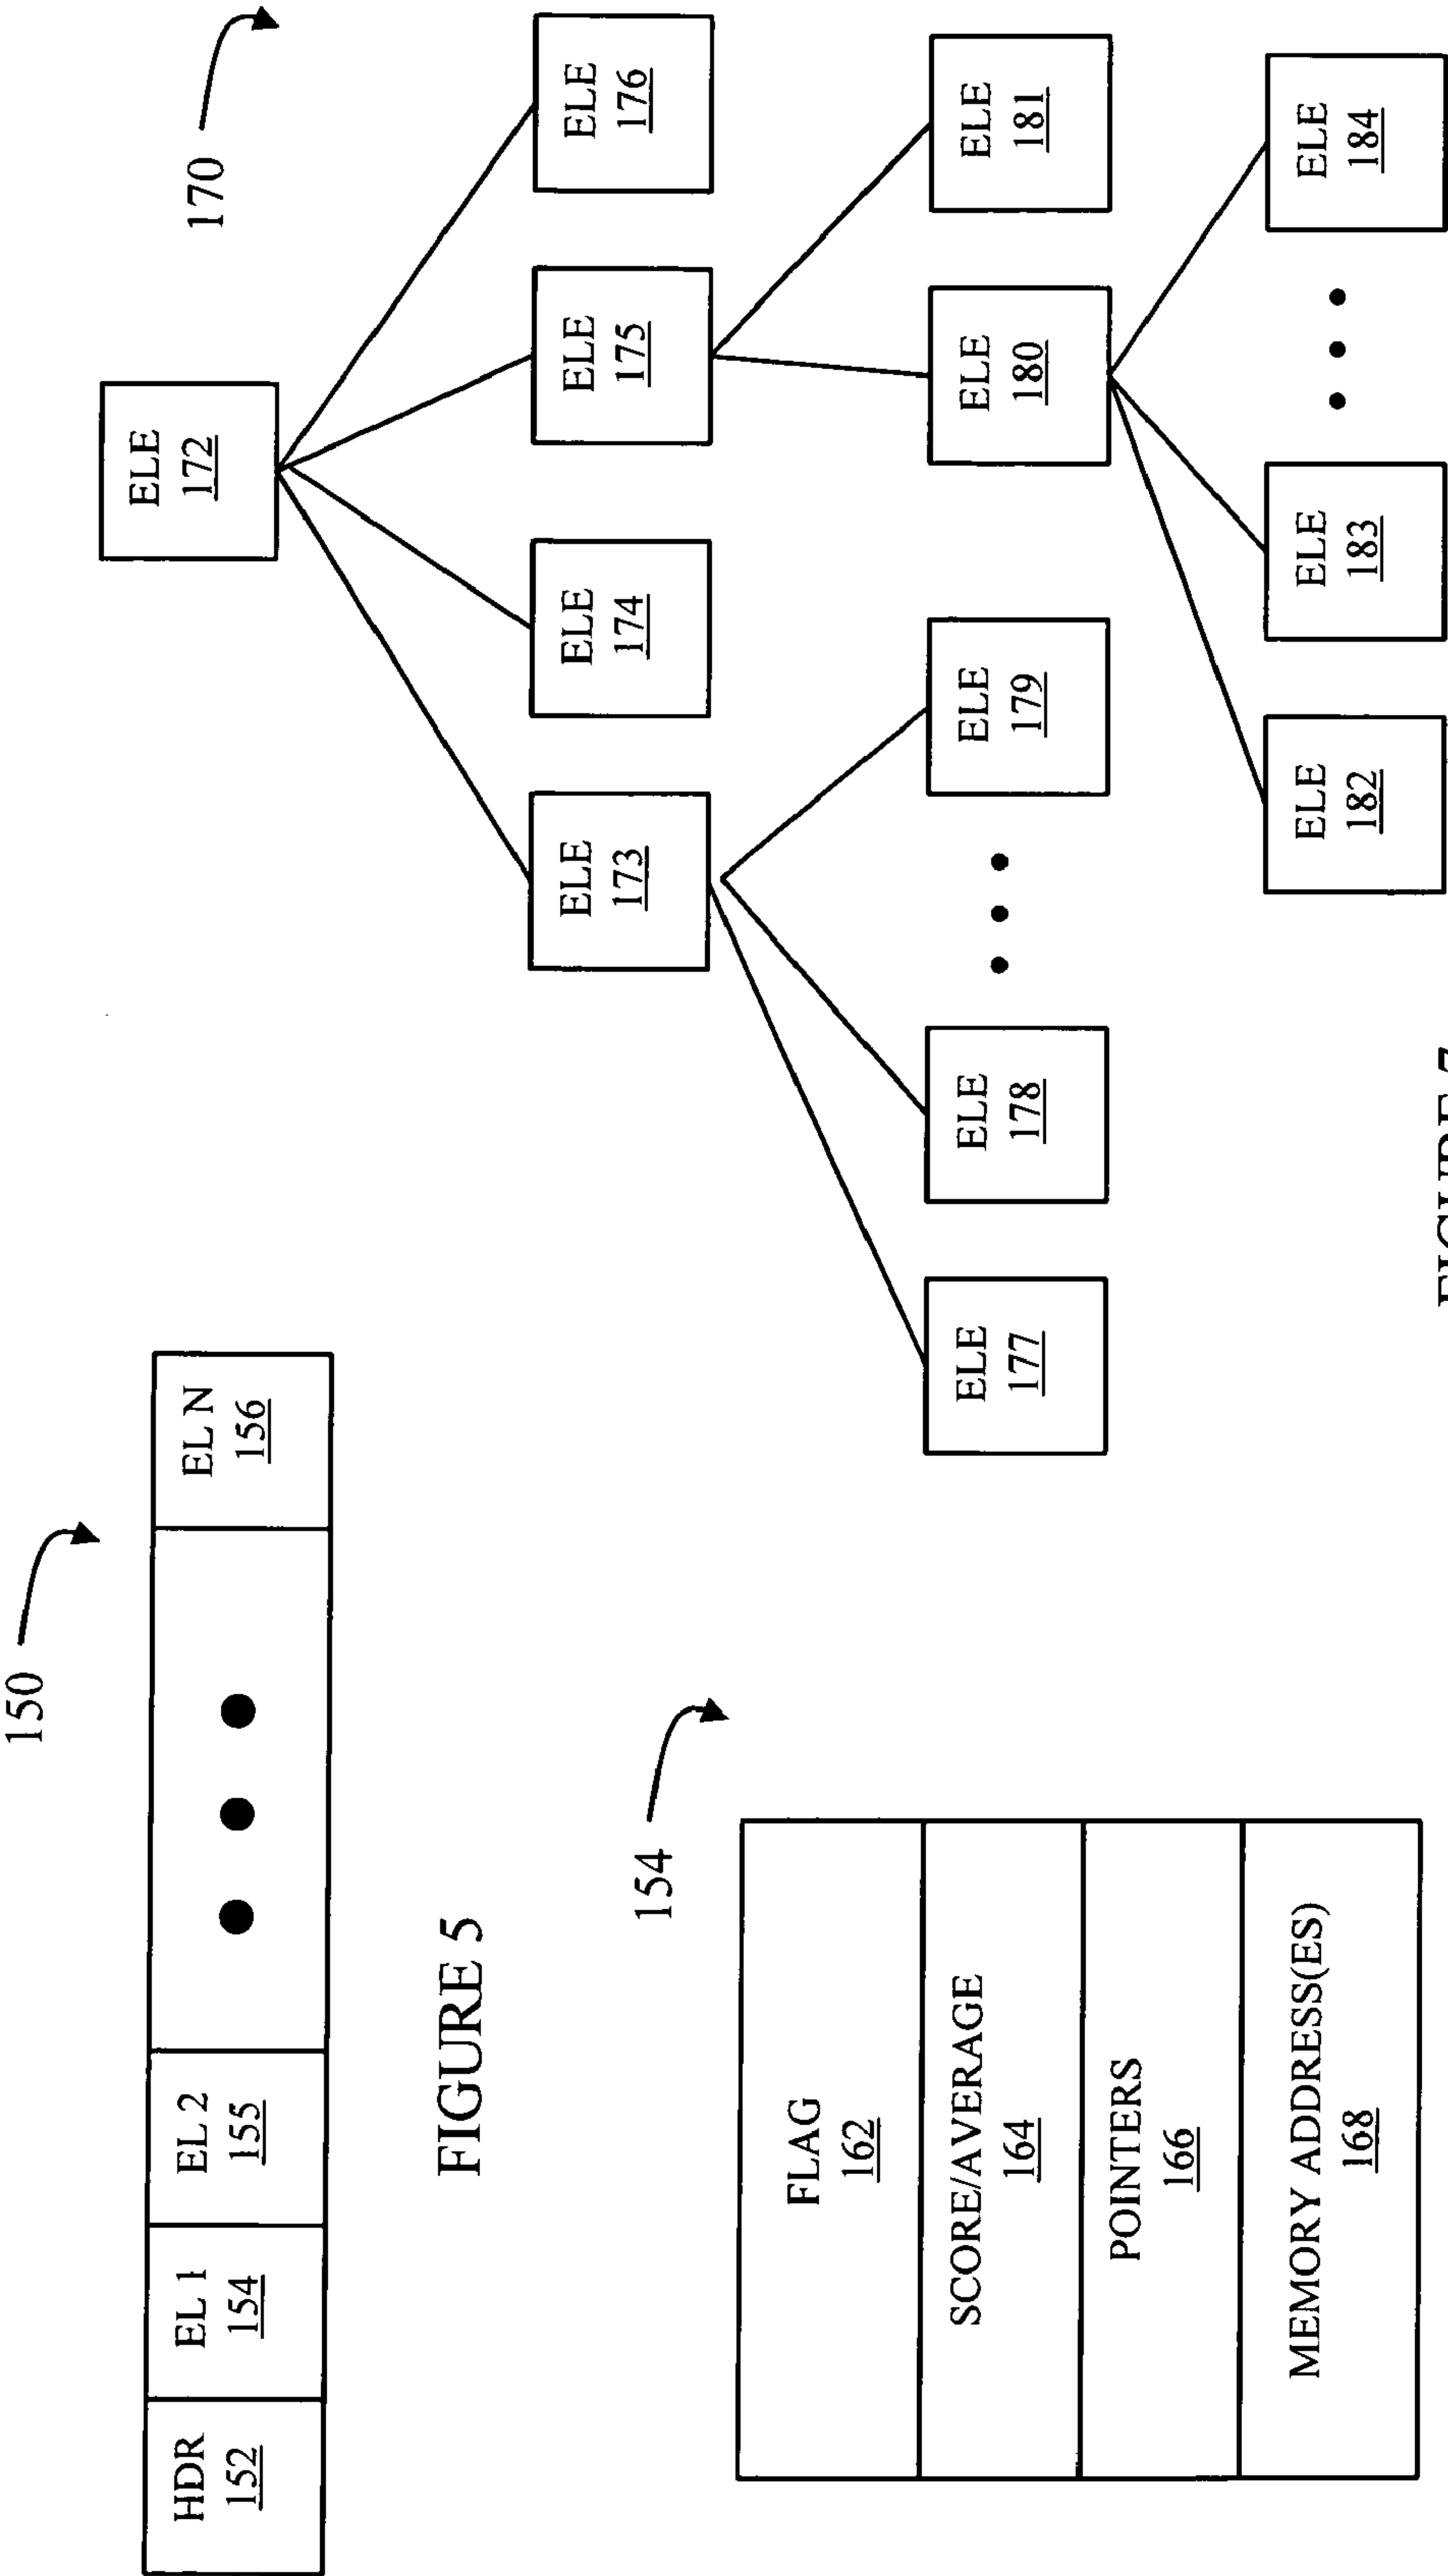 150
HDR
152
EL 1
154
EL 2
155
EL N
156
FIGURE 5
154
FLAG
162
SCORE/AVERAGE
164
POINTERS
166
MEMORY ADDRESS(ES)
168
170
ELE
172
ELE
173
ELE
174
ELE
175
ELE
176
ELE
177
ELE
178
ELE
179
ELE
180
ELE
181
ELE
182
ELE
183
ELE
184